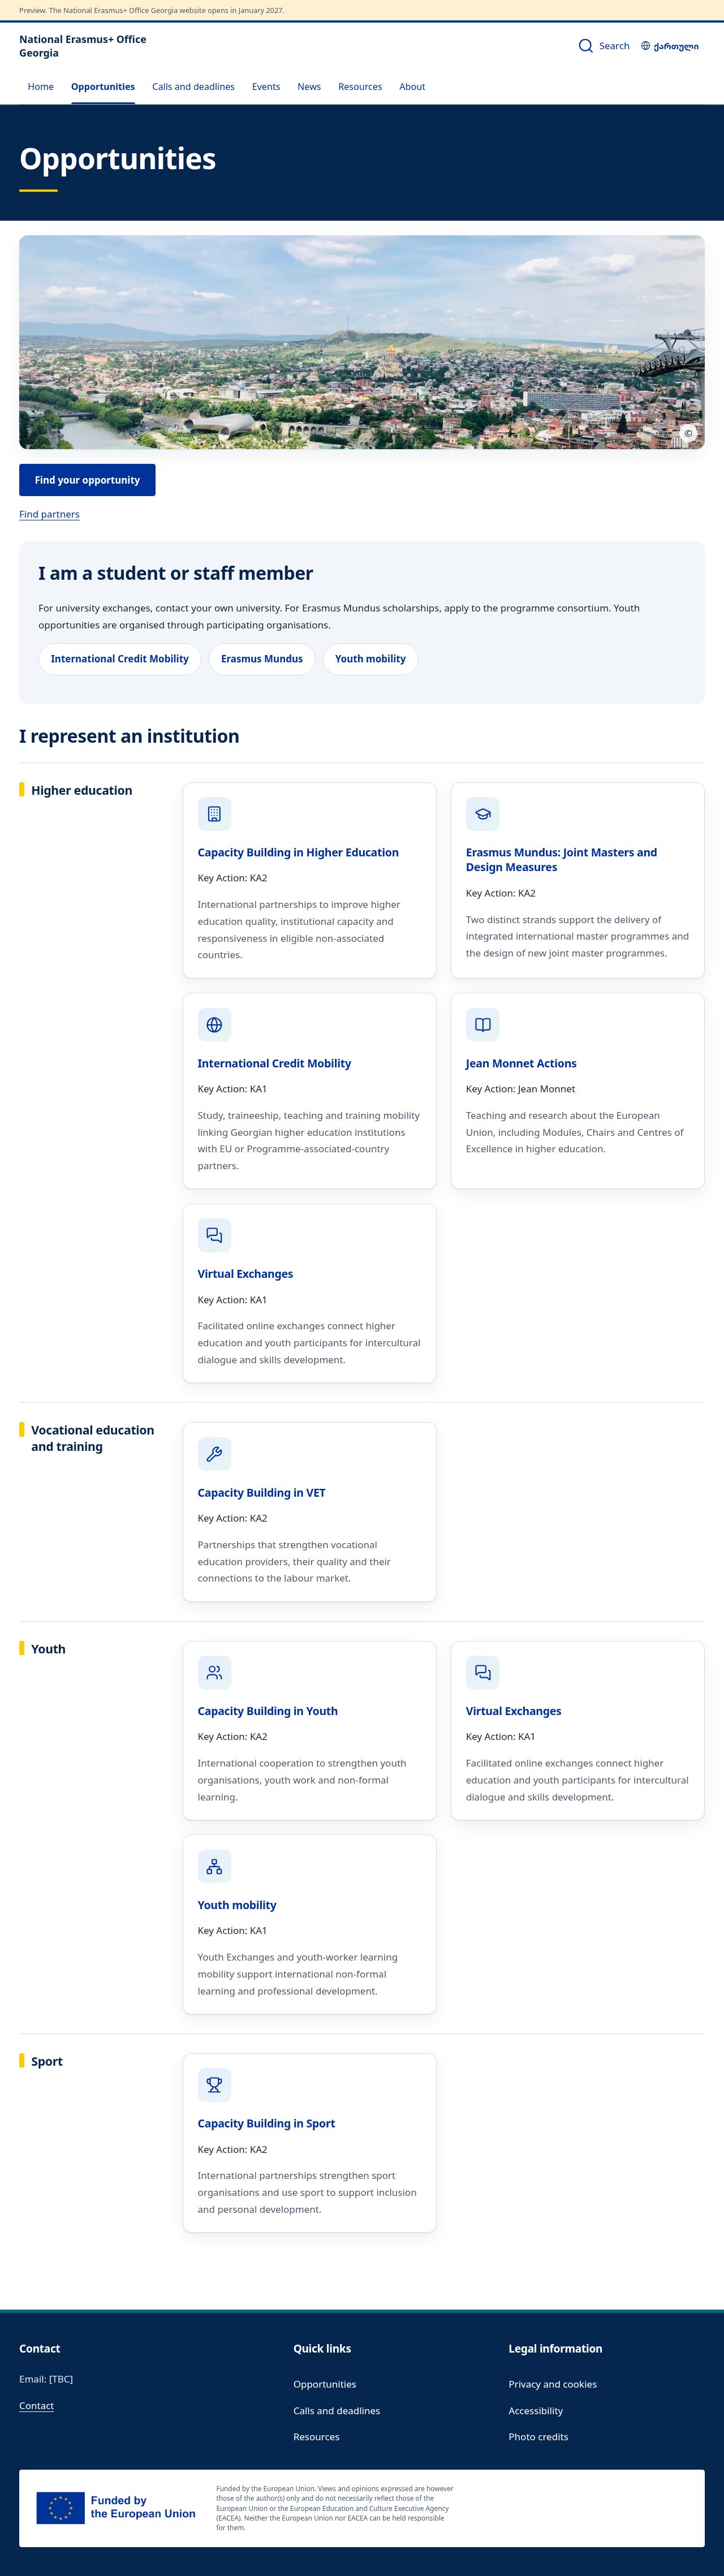 Preview. The National Erasmus+ Office Georgia website opens in January 2027.
National Erasmus+ Office
Georgia
Search
ქართული
Home
Opportunities
Calls and deadlines
Events
News
Resources
About
Opportunities
©
Find your opportunity
Find partners
I am a student or staff member
For university exchanges, contact your own university. For Erasmus Mundus scholarships, apply to the programme consortium. Youth
opportunities are organised through participating organisations.
International Credit Mobility
Erasmus Mundus
Youth mobility
I represent an institution
Higher education
Capacity Building in Higher Education
Key Action: KA2
International partnerships to improve higher
education quality, institutional capacity and
responsiveness in eligible non-associated
countries.
Erasmus Mundus: Joint Masters and
Design Measures
Key Action: KA2
Two distinct strands support the delivery of
integrated international master programmes and
the design of new joint master programmes.
International Credit Mobility
Key Action: KA1
Study, traineeship, teaching and training mobility
linking Georgian higher education institutions
with EU or Programme-associated-country
partners.
Jean Monnet Actions
Key Action: Jean Monnet
Teaching and research about the European
Union, including Modules, Chairs and Centres of
Excellence in higher education.
Virtual Exchanges
Key Action: KA1
Facilitated online exchanges connect higher
education and youth participants for intercultural
dialogue and skills development.
Vocational education
and training
Capacity Building in VET
Key Action: KA2
Partnerships that strengthen vocational
education providers, their quality and their
connections to the labour market.
Youth
Capacity Building in Youth
Key Action: KA2
International cooperation to strengthen youth
organisations, youth work and non-formal
learning.
Virtual Exchanges
Key Action: KA1
Facilitated online exchanges connect higher
education and youth participants for intercultural
dialogue and skills development.
Youth mobility
Key Action: KA1
Youth Exchanges and youth-worker learning
mobility support international non-formal
learning and professional development.
Sport
Capacity Building in Sport
Key Action: KA2
International partnerships strengthen sport
organisations and use sport to support inclusion
and personal development.
Contact
Email: [TBC]
Contact
Quick links
Opportunities
Calls and deadlines
Resources
Legal information
Privacy and cookies
Accessibility
Photo credits
Funded by
the European Union
Funded by the European Union. Views and opinions expressed are however
those of the author(s) only and do not necessarily reflect those of the
European Union or the European Education and Culture Executive Agency
(EACEA). Neither the European Union nor EACEA can be held responsible
for them.